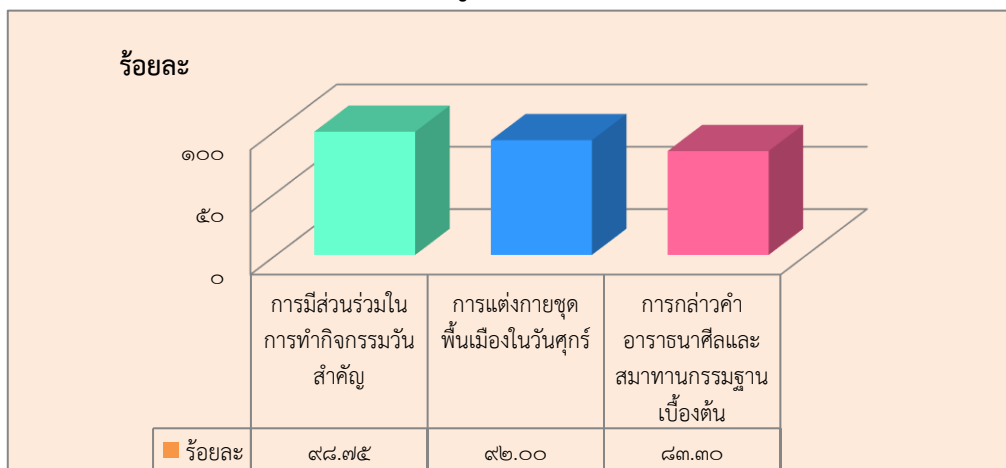 ร้อยละ
๑๐๐
๕๐
๐
การมีส่วนร่วมใน
การทำกิจกรรมวัน
สำคัญ
การแต่งกายชุด
พื้นเมืองในวันศุกร์
การกล่าวคำ
อาราธนาศีลและ
สมาทานกรรมฐาน
เบื้องต้น
ร้อยละ ๙๘.๗๕ ๙๒.๐๐ ๘๓.๓๐